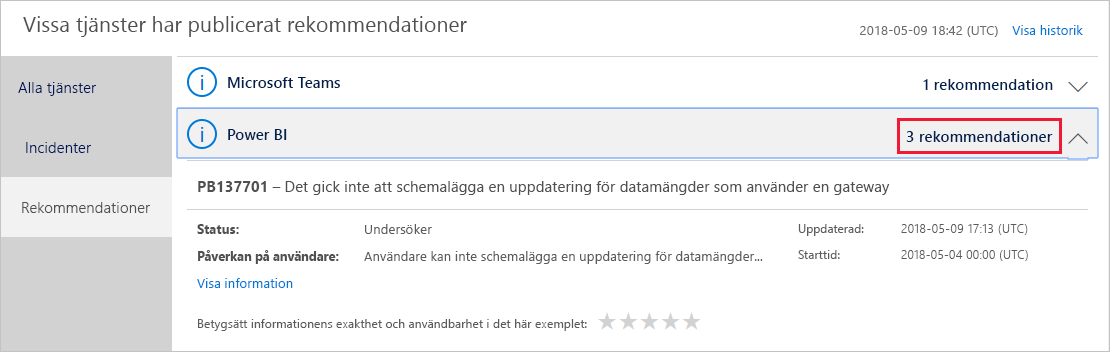 Vissa tjänster har publicerat rekommendationer
2018-05-09 18:42 (UTC) Visa historik
Alla tjänster
Incidenter
Rekommendationer
Microsoft Teams 1 rekommendation
Power BI 3 rekommendationer
PB137701 – Det gick inte att schemalägga en uppdatering för datamängder som använder en gateway
Status: Undersöker Uppdaterad: 2018-05-09 17:13 (UTC)
Påverkan på användare: Användare kan inte schemalägga en uppdatering för datamängder... Starttid: 2018-05-04 00:00 (UTC)
Visa information
Betygsätt informationens exakthet och användbarhet i det här exemplet: